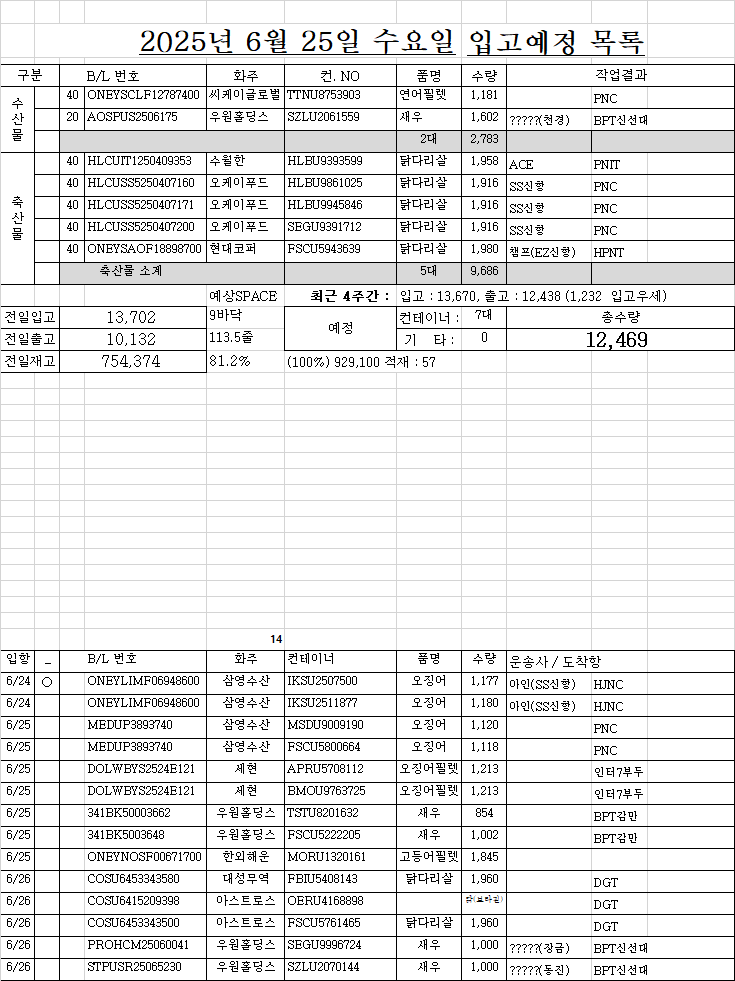 2025년 6월 25일 수요일 입고예정 목록
구분 B/L 번호 화주 컨. NO 품명 수량 작업결과
수산물
40 ONEYSCLF12787400 씨케이글로벌 TTNU8753903 연어필렛 1,181 PNC
20 AOSPUS2506175 우원홀딩스 SZLU2061559 새우 1,602 ?????(천경) BPT신선대
2대 2,783
축산물
40 HLCUIT1250409353 수월한 HLBU9393599 닭다리살 1,958 ACE PNIT
40 HLCUSS5250407160 오케이푸드 HLBU9861025 닭다리살 1,916 SS신항 PNC
40 HLCUSS5250407171 오케이푸드 HLBU9945846 닭다리살 1,916 SS신항 PNC
40 HLCUSS5250407200 오케이푸드 SEGU9391712 닭다리살 1,916 SS신항 PNC
40 ONEYSAOF18898700 현대코퍼 FSCU5943639 닭다리살 1,980 챔프(EZ신항) HPNT
축산물 소계 5대 9,686
예상SPACE 최근 4주간 : 입고 : 13,670, 출고 : 12,438 (1,232 입고우세)
전일입고 13,702 9바닥 예정 컨테이너 : 7대 총수량
전일출고 10,132 113.5줄 기 타 : 0 12,469
전일재고 754,374 81.2% (100%) 929,100 적재 : 57
14
입항 _ B/L 번호 화주 컨테이너 품명 수량 운송사 / 도착항
6/24 ○ ONEYLIMF06948600 삼영수산 IKSU2507500 오징어 1,177 아인(SS신항) HJNC
6/24 ONEYLIMF06948600 삼영수산 IKSU2511877 오징어 1,180 아인(SS신항) HJNC
6/25 MEDUP3893740 삼영수산 MSDU9009190 오징어 1,120 PNC
6/25 MEDUP3893740 삼영수산 FSCU5800664 오징어 1,118 PNC
6/25 DOLWBYS2524E121 세현 APRU5708112 오징어필렛 1,213 인터7부두
6/25 DOLWBYS2524E121 세현 BMOU9763725 오징어필렛 1,213 인터7부두
6/25 341BK50003662 우원홀딩스 TSTU8201632 새우 854 BPT감만
6/25 341BK5003648 우원홀딩스 FSCU5222205 새우 1,002 BPT감만
6/25 ONEYNOSF00671700 한외해운 MORU1320161 고등어필렛 1,845
6/26 COSU6453343580 대성무역 FBIU5408143 닭다리살 1,960 DGT
6/26 COSU6415209398 아스트로스 OERU4168898 DGT
6/26 COSU6453343500 아스트로스 FSCU5761465 닭다리살 1,960 DGT
6/26 PROHCM25060041 우원홀딩스 SEGU9996724 새우 1,000 ?????(장금) BPT신선대
6/26 STPUSR25065230 우원홀딩스 SZLU2070144 새우 1,000 ?????(동진) BPT신선대